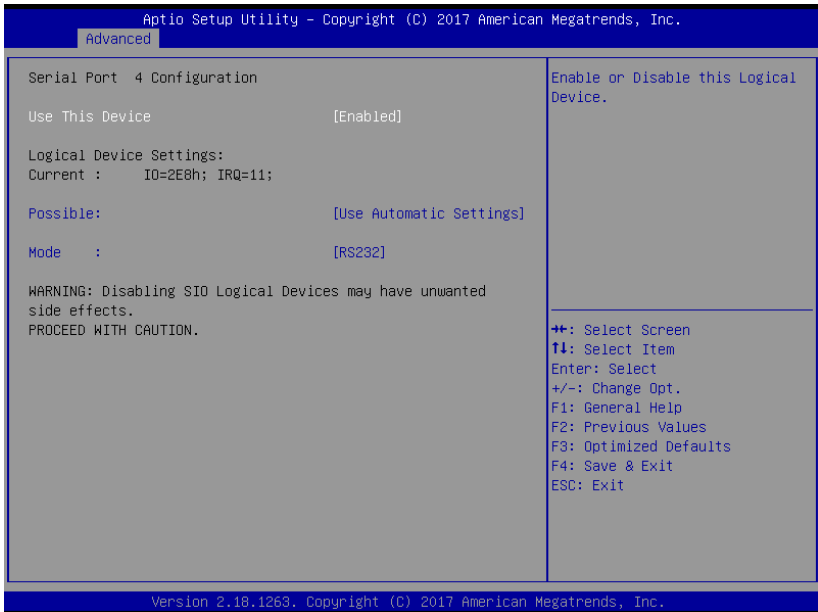 Aptio Setup Utility – Copyright (C) 2017 American Megatrends, Inc.
Advanced
Serial Port  4 Configuration
Use This Device [Enabled]
Logical Device Settings:
Current : IO=2E8h; IRQ=11;
Possible: [Use Automatic Settings]
Mode : [RS232]
WARNING: Disabling SIO Logical Devices may have unwanted
side effects.
PROCEED WITH CAUTION.
Enable or Disable this Logical
Device.
→←: Select Screen
↑↓: Select Item
Enter: Select
+/-: Change Opt.
F1: General Help
F2: Previous Values
F3: Optimized Defaults
F4: Save & Exit
ESC: Exit
Version 2.18.1263. Copyright (C) 2017 American Megatrends, Inc.